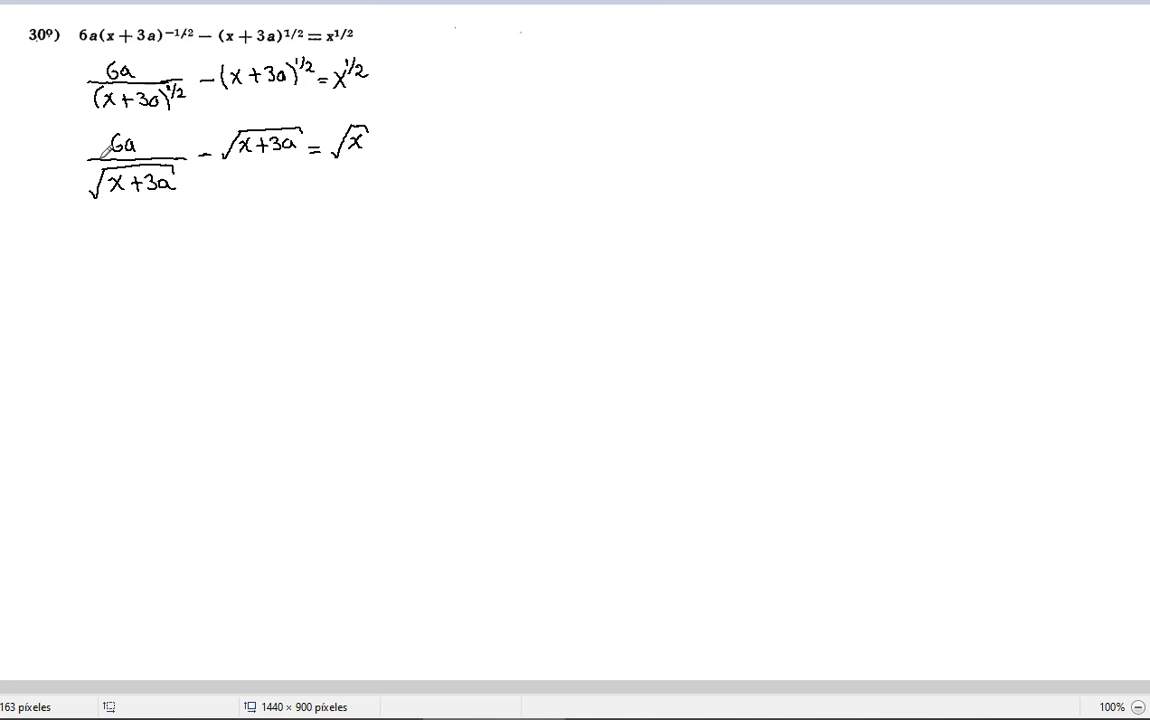 30º) 6a(x + 3a)⁻¹/² — (x + 3a)¹/² = x¹/²
6a/(x+3a)^½ - (x+3a)^½ = x^½
6a/√(x+3a) - √(x+3a) = √x
163 píxeles 1440 × 900 píxeles 100%